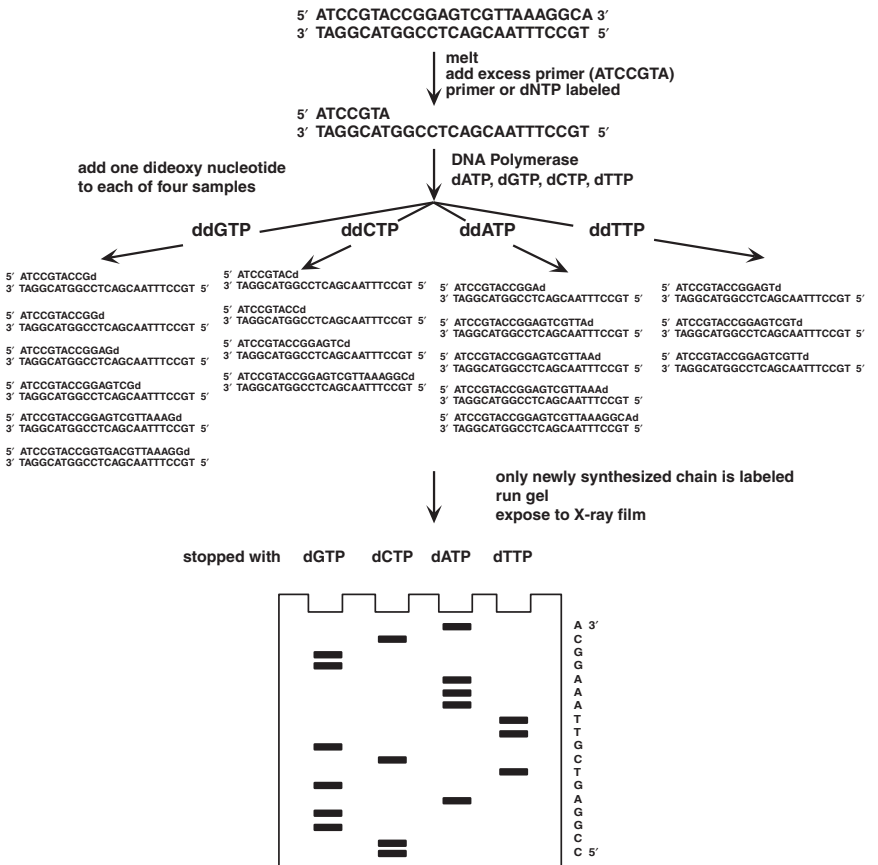 5′ ATCCGTACCGGAGTCGTTAAAGGCA 3′
3′ TAGGCATGGCCTCAGCAATTTCCGT 5′
melt
add excess primer (ATCCGTA)
primer or dNTP labeled
5′ ATCCGTA
3′ TAGGCATGGCCTCAGCAATTTCCGT 5′
add one dideoxy nucleotide
to each of four samples
DNA Polymerase
dATP, dGTP, dCTP, dTTP
ddGTP
ddCTP
ddATP
ddTTP
5′ ATCCGTACCGd
3′ TAGGCATGGCCTCAGCAATTTCCGT 5′
5′ ATCCGTACCGGd
3′ TAGGCATGGCCTCAGCAATTTCCGT 5′
5′ ATCCGTACCGGAGd
3′ TAGGCATGGCCTCAGCAATTTCCGT 5′
5′ ATCCGTACCGGAGTCGd
3′ TAGGCATGGCCTCAGCAATTTCCGT 5′
5′ ATCCGTACCGGAGTCGTTAAAGd
3′ TAGGCATGGCCTCAGCAATTTCCGT 5′
5′ ATCCGTACCGGTGACGTTAAAGGd
3′ TAGGCATGGCCTCAGCAATTTCCGT 5′
5′ ATCCGTACd
3′ TAGGCATGGCCTCAGCAATTTCCGT 5′
5′ ATCCGTACCd
3′ TAGGCATGGCCTCAGCAATTTCCGT 5′
5′ ATCCGTACCGGAGTCd
3′ TAGGCATGGCCTCAGCAATTTCCGT 5′
5′ ATCCGTACCGGAGTCGTTAAAGGCd
3′ TAGGCATGGCCTCAGCAATTTCCGT 5′
5′ ATCCGTACCGGAd
3′ TAGGCATGGCCTCAGCAATTTCCGT 5′
5′ ATCCGTACCGGAGTCGTTAd
3′ TAGGCATGGCCTCAGCAATTTCCGT 5′
5′ ATCCGTACCGGAGTCGTTAAd
3′ TAGGCATGGCCTCAGCAATTTCCGT 5′
5′ ATCCGTACCGGAGTCGTTAAAd
3′ TAGGCATGGCCTCAGCAATTTCCGT 5′
5′ ATCCGTACCGGAGTCGTTAAAGGCAd
3′ TAGGCATGGCCTCAGCAATTTCCGT 5′
5′ ATCCGTACCGGAGTd
3′ TAGGCATGGCCTCAGCAATTTCCGT 5′
5′ ATCCGTACCGGAGTCGTd
3′ TAGGCATGGCCTCAGCAATTTCCGT 5′
5′ ATCCGTACCGGAGTCGTTd
3′ TAGGCATGGCCTCAGCAATTTCCGT 5′
only newly synthesized chain is labeled
run gel
expose to X-ray film
stopped with dGTP dCTP dATP dTTP
A 3′
C
G
G
A
A
A
T
T
G
C
T
G
A
G
G
C
C 5′